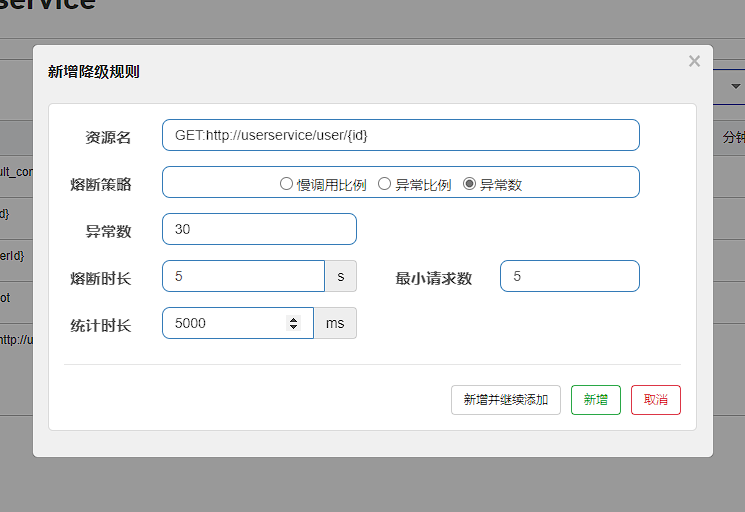 service
新增降级规则
×
资源名 GET:http://userservice/user/{id}
熔断策略 慢调用比例 异常比例 异常数
异常数 30
熔断时长 5 s 最小请求数 5
统计时长 5000 ms
新增并继续添加 新增 取消
分钟
ult_con
d}
erId}
ot
http://u